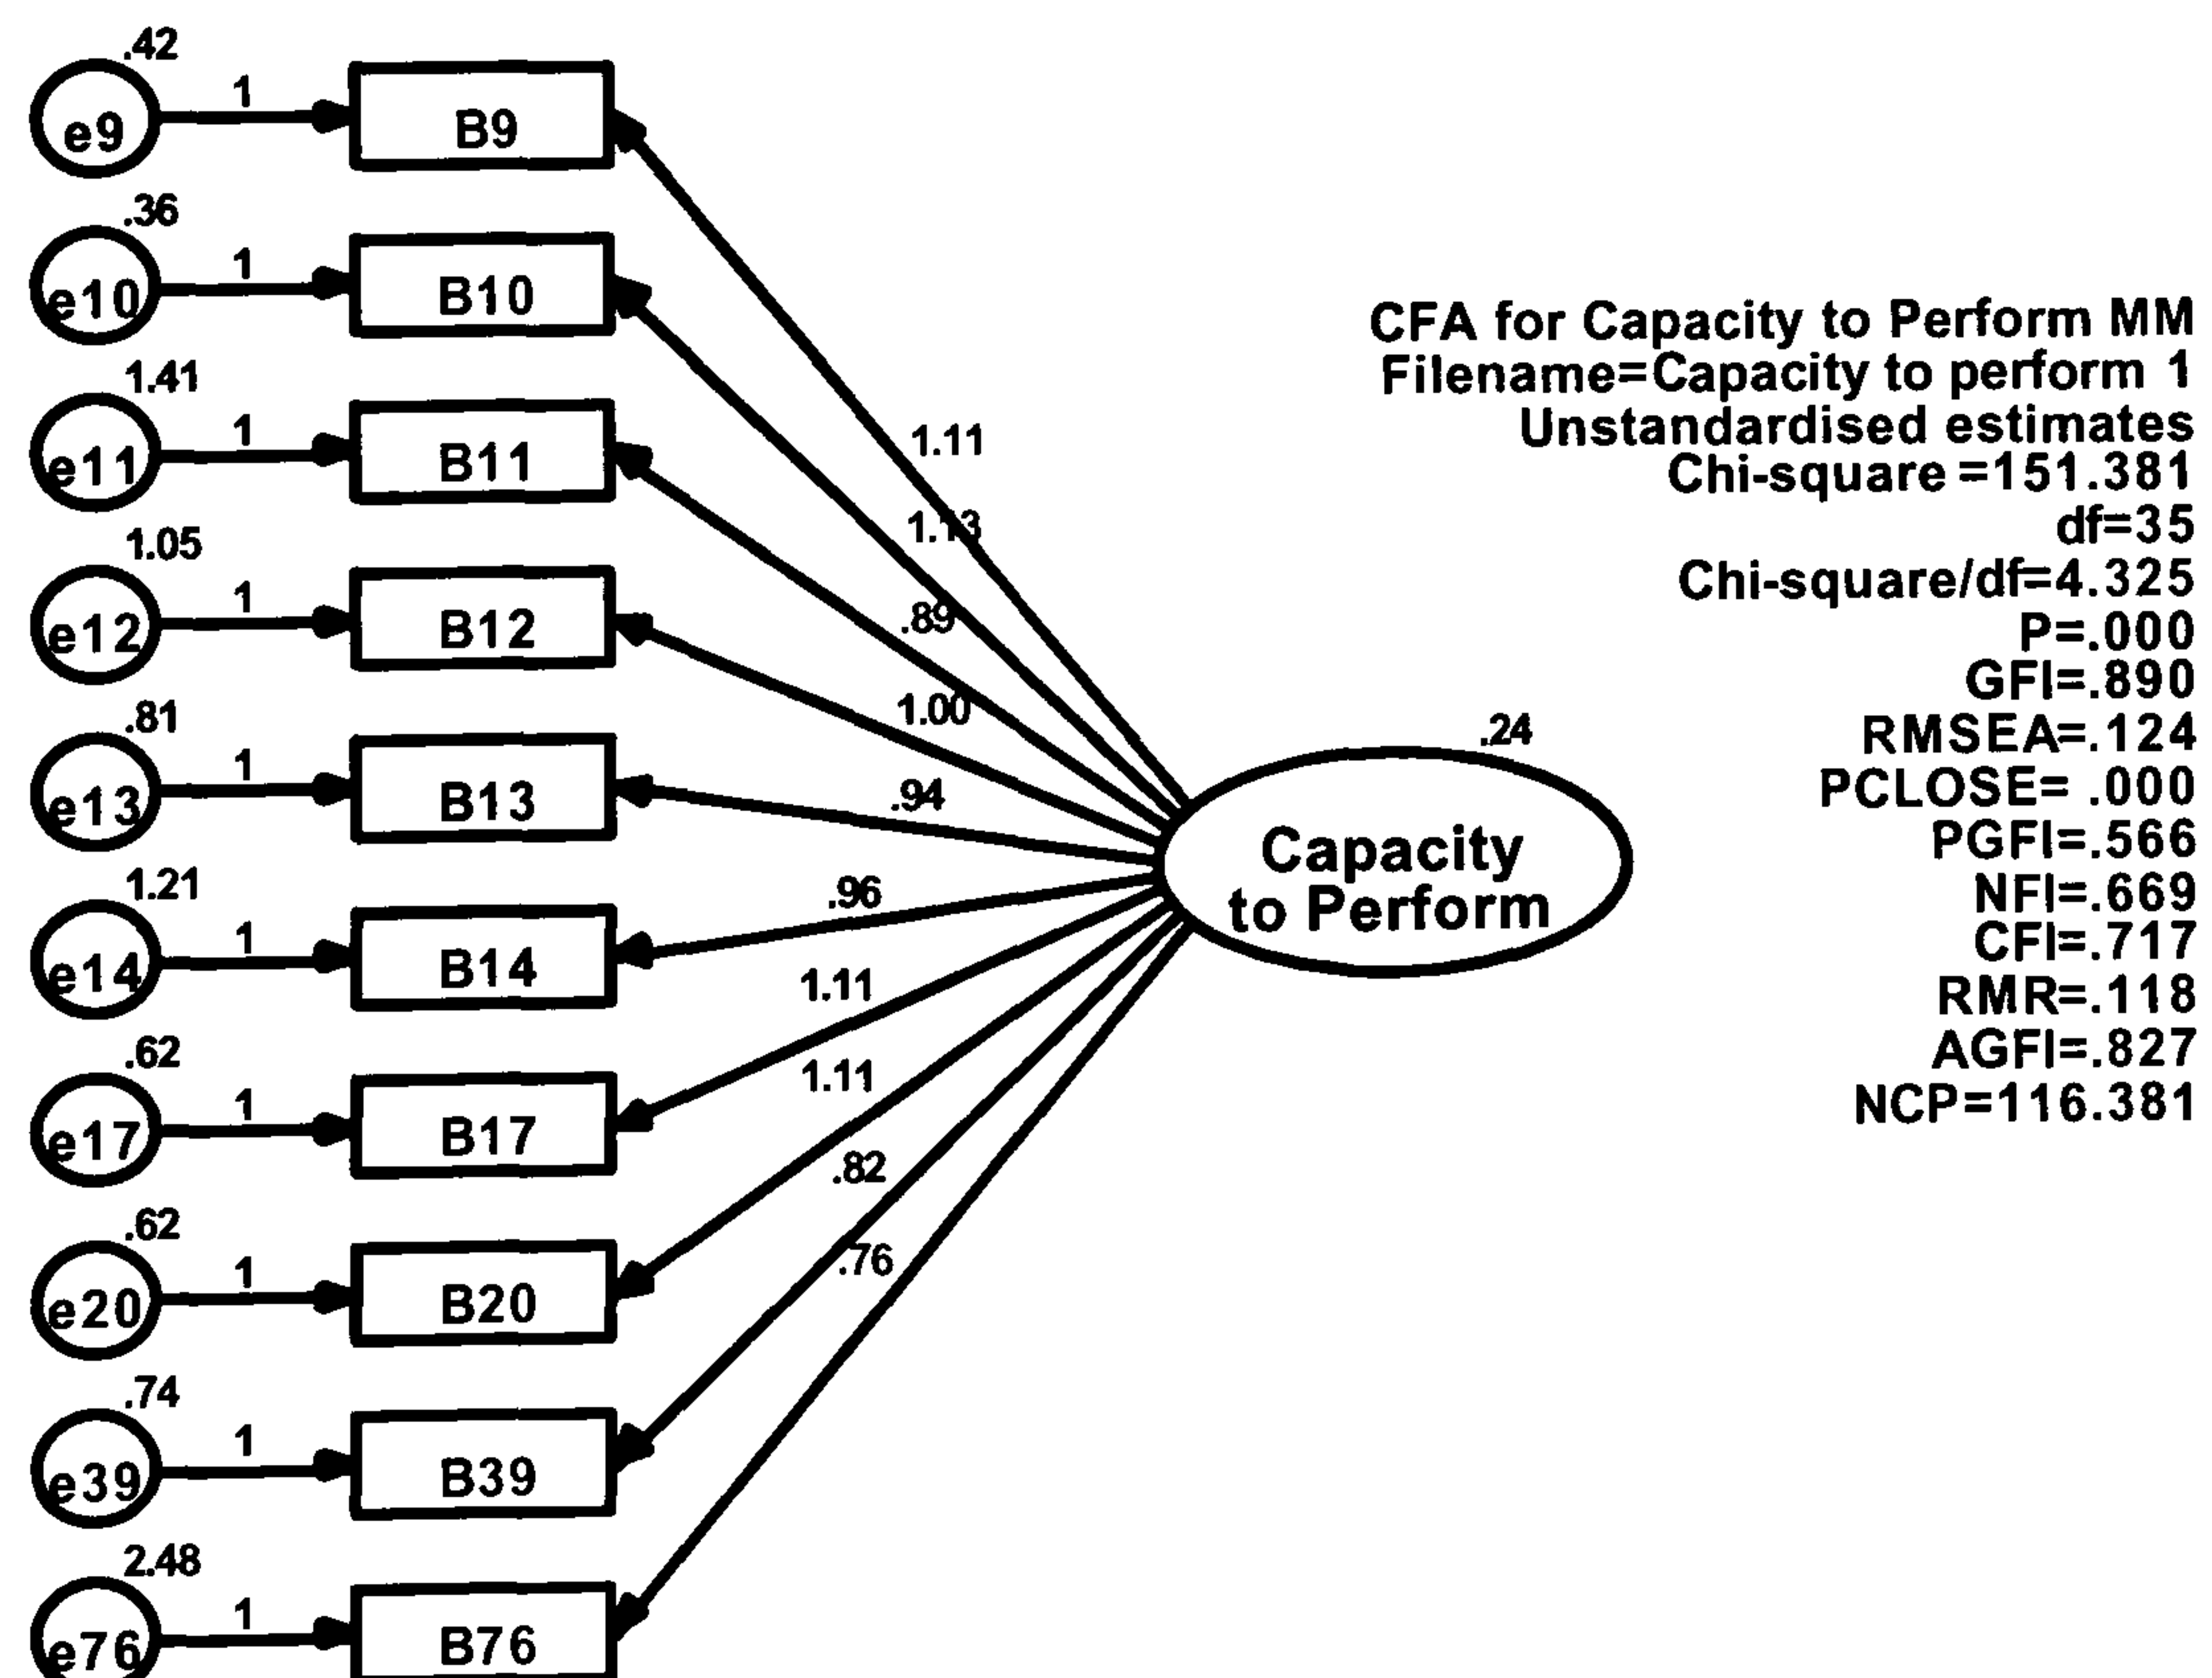 .42
1
e9
B9
.36
1
e10
B10
1.41
1
e11
B11
1.05
1
e12
B12
.81
1
e13
B13
1.21
1
e14
B14
.62
1
e17
B17
.62
1
e20
B20
.74
1
e39
B39
2.48
1
e76
B76
1.11
1.13
.89
1.00
.94
.96
1.11
1.11
.82
.76
.24
Capacity
to Perform
CFA for Capacity to Perform MM
Filename=Capacity to perform 1
Unstandardised estimates
Chi-square =151.381
df=35
Chi-square/df=4.325
P=.000
GFI=.890
RMSEA=.124
PCLOSE= .000
PGFI=.566
NFI=.669
CFI=.717
RMR=.118
AGFI=.827
NCP=116.381